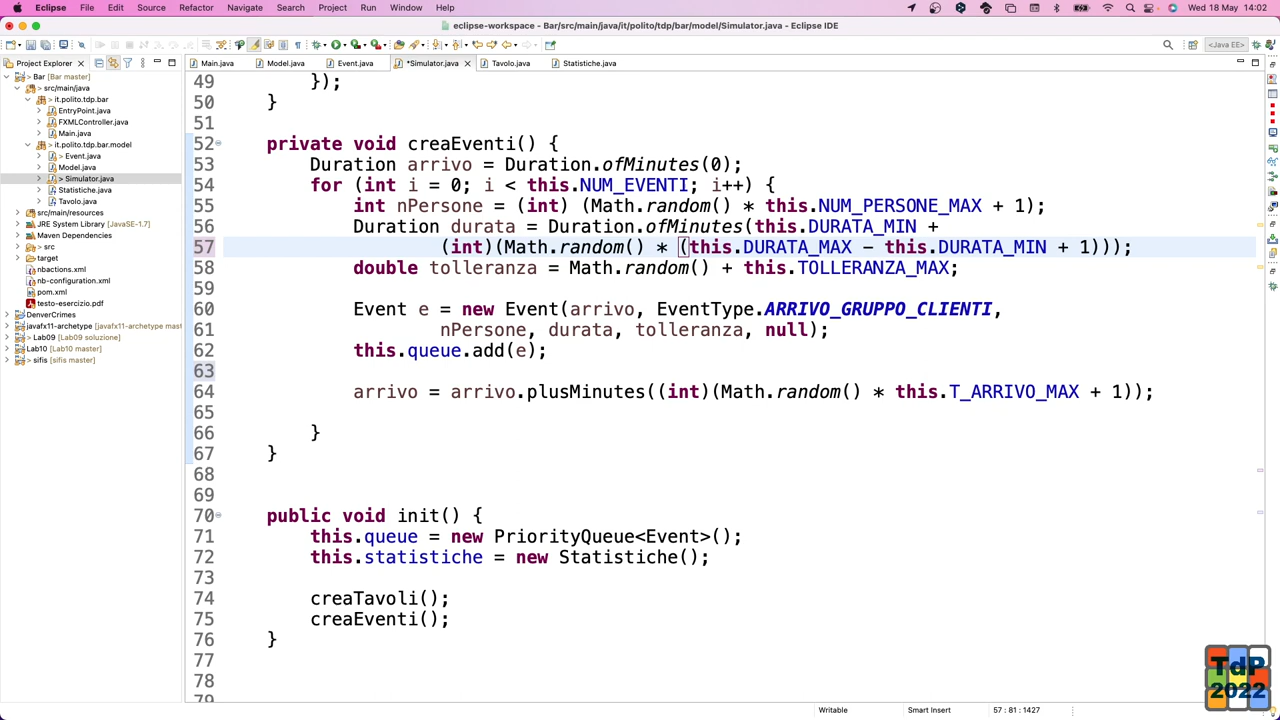 Eclipse File Edit Source Refactor Navigate Search Project Run Window Help Wed 18 May 14:02
eclipse-workspace - Bar/src/main/java/it/polito/tdp/bar/model/Simulator.java - Eclipse IDE
<Java EE>
Project Explorer
Main.java Model.java Event.java *Simulator.java Tavolo.java Statistiche.java
Bar [Bar master]
src/main/java
it.polito.tdp.bar
EntryPoint.java
FXMLController.java
Main.java
> it.polito.tdp.bar.model
> Event.java
Model.java
> Simulator.java
Statistiche.java
Tavolo.java
src/main/resources
JRE System Library [JavaSE-1.7]
Maven Dependencies
> src
target
nbactions.xml
nb-configuration.xml
pom.xml
testo-esercizio.pdf
DenverCrimes
javafx11-archetype [javafx11-archetype mast
> Lab09 [Lab09 soluzione]
Lab10 [Lab10 master]
> sifis [sifis master]
49 });
50 }
51
52 private void creaEventi() {
53 Duration arrivo = Duration.ofMinutes(0);
54 for (int i = 0; i < this.NUM_EVENTI; i++) {
55 int nPersone = (int) (Math.random() * this.NUM_PERSONE_MAX + 1);
56 Duration durata = Duration.ofMinutes(this.DURATA_MIN +
57 (int)(Math.random() * (this.DURATA_MAX - this.DURATA_MIN + 1)));
58 double tolleranza = Math.random() + this.TOLLERANZA_MAX;
59
60 Event e = new Event(arrivo, EventType.ARRIVO_GRUPPO_CLIENTI,
61 nPersone, durata, tolleranza, null);
62 this.queue.add(e);
63
64 arrivo = arrivo.plusMinutes((int)(Math.random() * this.T_ARRIVO_MAX + 1));
65
66 }
67 }
68
69
70 public void init() {
71 this.queue = new PriorityQueue<Event>();
72 this.statistiche = new Statistiche();
73
74 creaTavoli();
75 creaEventi();
76 }
77
78
79
Writable Smart Insert 57 : 81 : 1427
TdP
2022